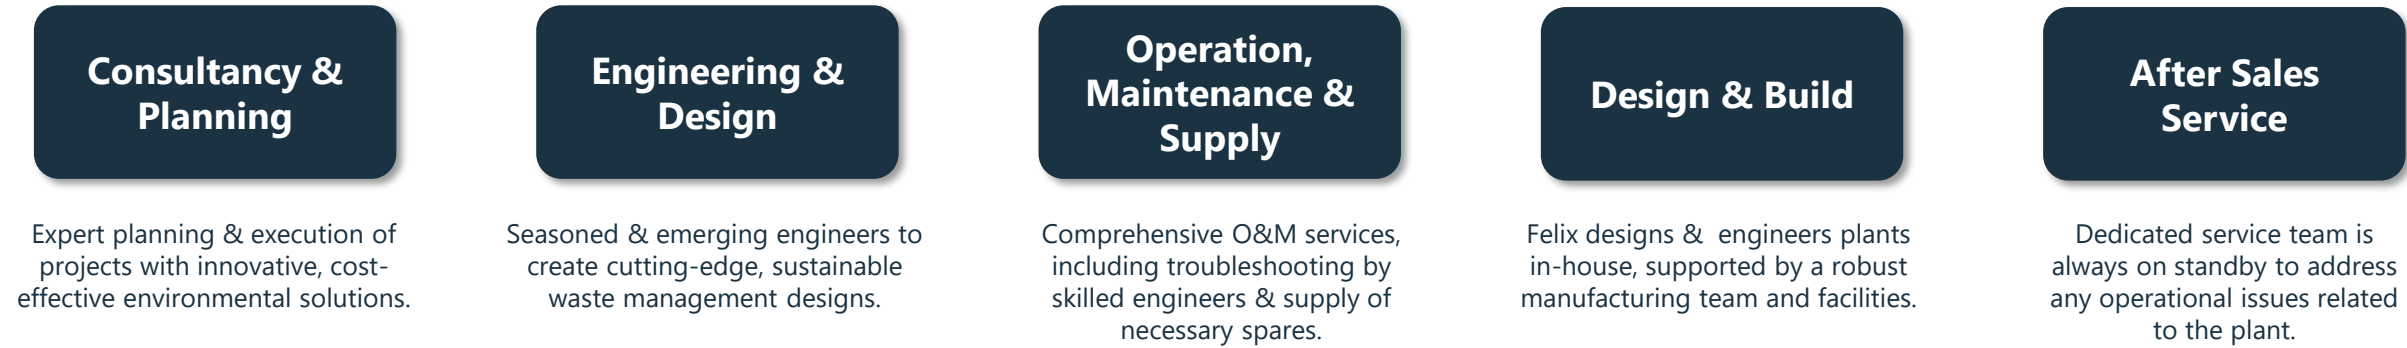 Consultancy &
Planning
Expert planning & execution of
projects with innovative, cost-
effective environmental solutions.
Engineering &
Design
Seasoned & emerging engineers to
create cutting-edge, sustainable
waste management designs.
Operation,
Maintenance &
Supply
Comprehensive O&M services,
including troubleshooting by
skilled engineers & supply of
necessary spares.
Design & Build
Felix designs &  engineers plants
in-house, supported by a robust
manufacturing team and facilities.
After Sales
Service
Dedicated service team is
always on standby to address
any operational issues related
to the plant.